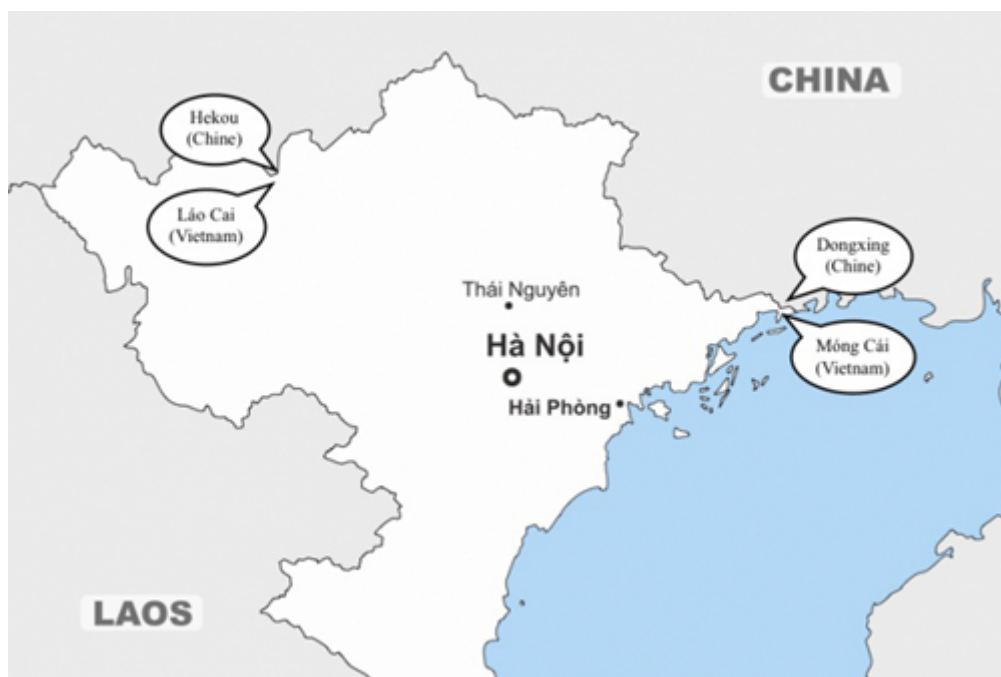 CHINA
Hekou
(Chine)
Láo Cai
(Vietnam)
Dongxing
(Chine)
Thái Nguyên
Hà Nội
Móng Cái
(Vietnam)
Hải Phòng
LAOS